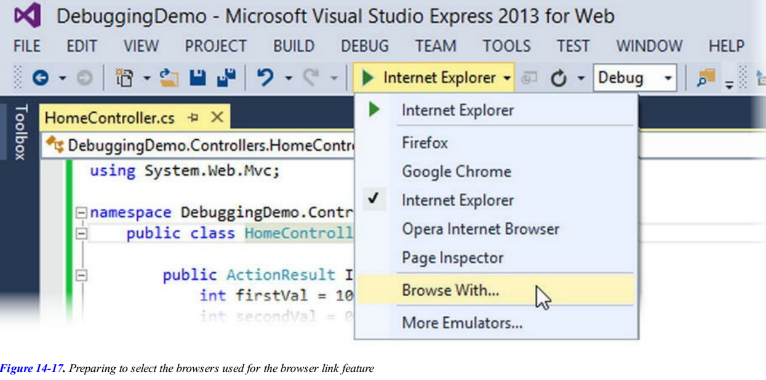 DebuggingDemo - Microsoft Visual Studio Express 2013 for Web
FILE EDIT VIEW PROJECT BUILD DEBUG TEAM TOOLS TEST WINDOW HELP
Internet Explorer Debug
Toolbox
HomeController.cs
Internet Explorer
DebuggingDemo.Controllers.HomeContr
Firefox
using System.Web.Mvc;
Google Chrome
Internet Explorer
namespace DebuggingDemo.Contr
Opera Internet Browser
public class HomeControll
Page Inspector
public ActionResult I
Browse With...
int firstVal = 10
int secondVal = 0
More Emulators...
Figure 14-17. Preparing to select the browsers used for the browser link feature